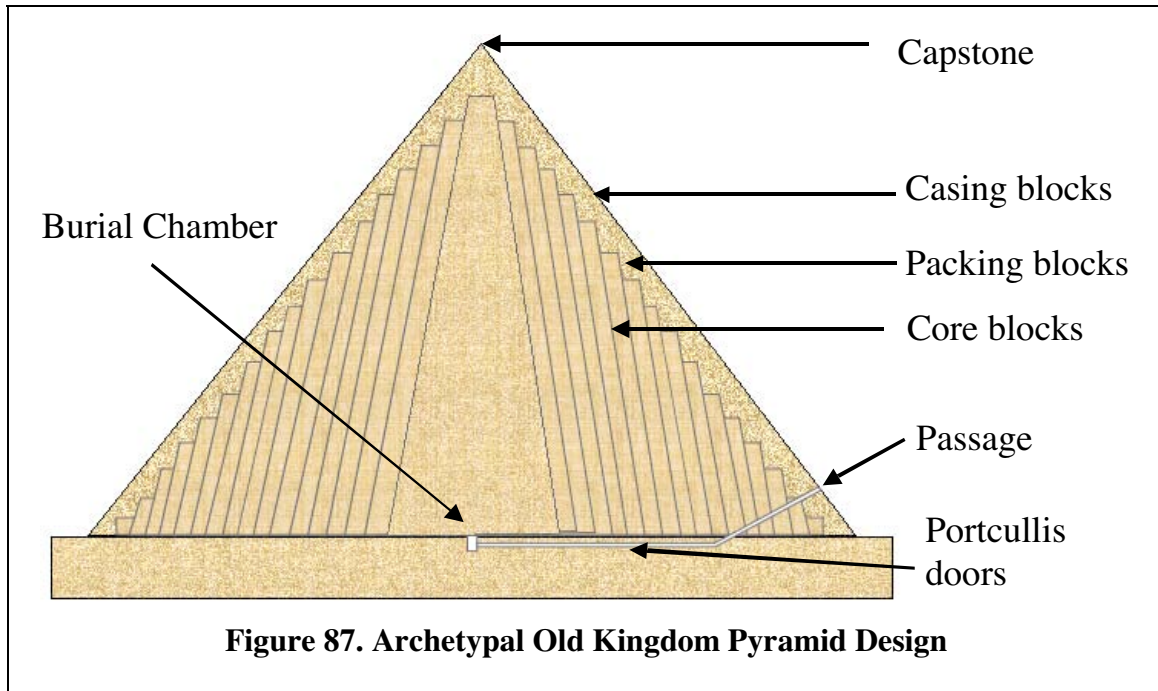 Capstone
Casing blocks
Burial Chamber
Packing blocks
Core blocks
Passage
Portcullis
doors
Figure 87. Archetypal Old Kingdom Pyramid Design